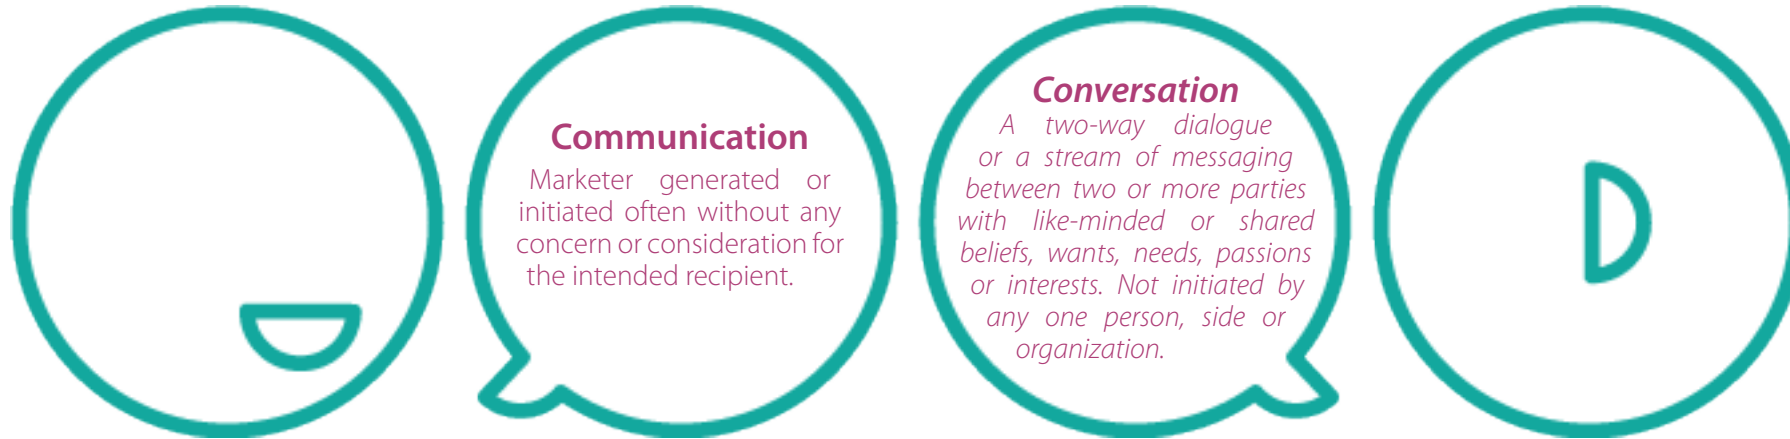 Communication
Marketer generated or
initiated often without any
concern or consideration for
the intended recipient.
Conversation
A two-way dialogue
or a stream of messaging
between two or more parties
with like-minded or shared
beliefs, wants, needs, passions
or interests. Not initiated by
any one person, side or
organization.